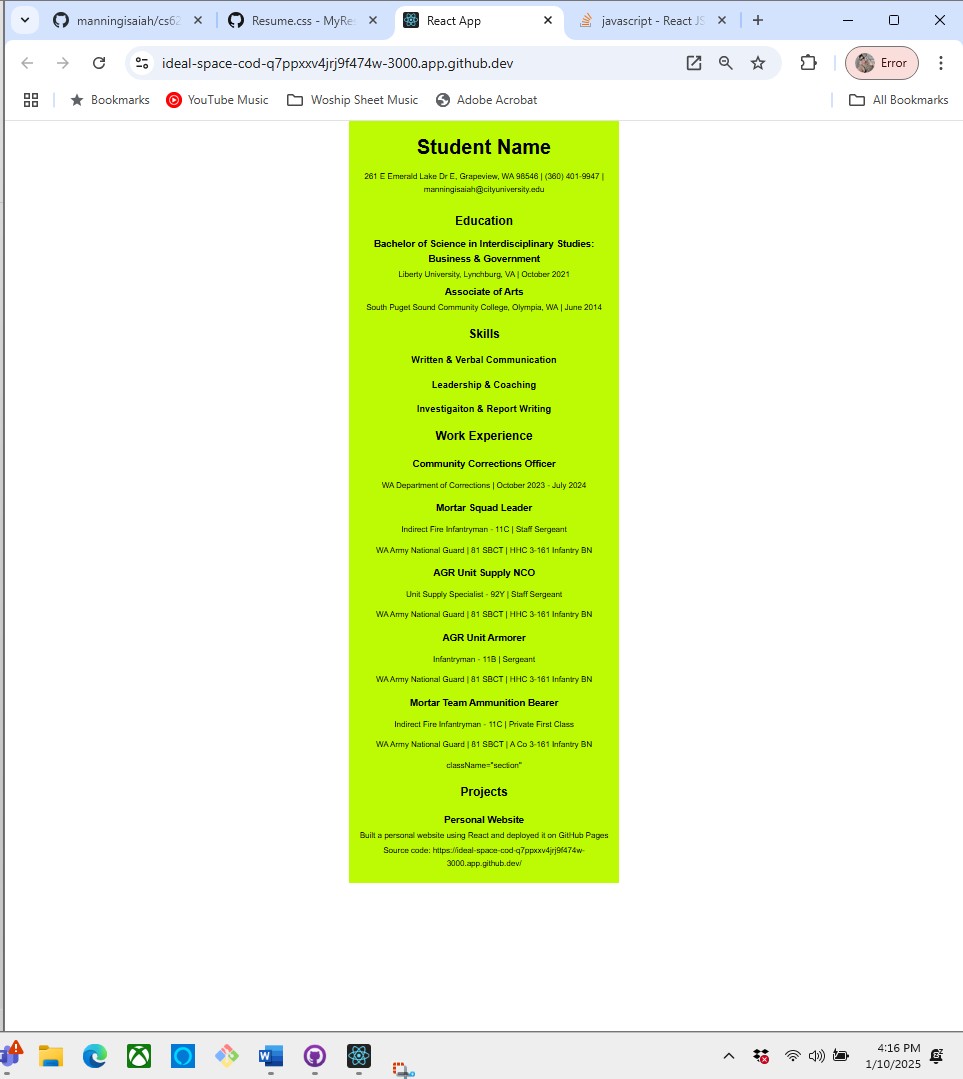 manningisaiah/cs62
Resume.css - MyRes
React App
javascript - React JS
ideal-space-cod-q7ppxxv4jrj9f474w-3000.app.github.dev
Error
Bookmarks
YouTube Music
Woship Sheet Music
Adobe Acrobat
All Bookmarks
Student Name
261 E Emerald Lake Dr E, Grapeview, WA 98546 | (360) 401-9947 |
manningisaiah@cityuniversity.edu
Education
Bachelor of Science in Interdisciplinary Studies:
Business & Government
Liberty University, Lynchburg, VA | October 2021
Associate of Arts
South Puget Sound Community College, Olympia, WA | June 2014
Skills
Written & Verbal Communication
Leadership & Coaching
Investigaiton & Report Writing
Work Experience
Community Corrections Officer
WA Department of Corrections | October 2023 - July 2024
Mortar Squad Leader
Indirect Fire Infantryman - 11C | Staff Sergeant
WA Army National Guard | 81 SBCT | HHC 3-161 Infantry BN
AGR Unit Supply NCO
Unit Supply Specialist - 92Y | Staff Sergeant
WA Army National Guard | 81 SBCT | HHC 3-161 Infantry BN
AGR Unit Armorer
Infantryman - 11B | Sergeant
WA Army National Guard | 81 SBCT | HHC 3-161 Infantry BN
Mortar Team Ammunition Bearer
Indirect Fire Infantryman - 11C | Private First Class
WA Army National Guard | 81 SBCT | A Co 3-161 Infantry BN
className="section"
Projects
Personal Website
Built a personal website using React and deployed it on GitHub Pages
Source code: https://ideal-space-cod-q7ppxxv4jrj9f474w-
3000.app.github.dev/
4:16 PM
1/10/2025